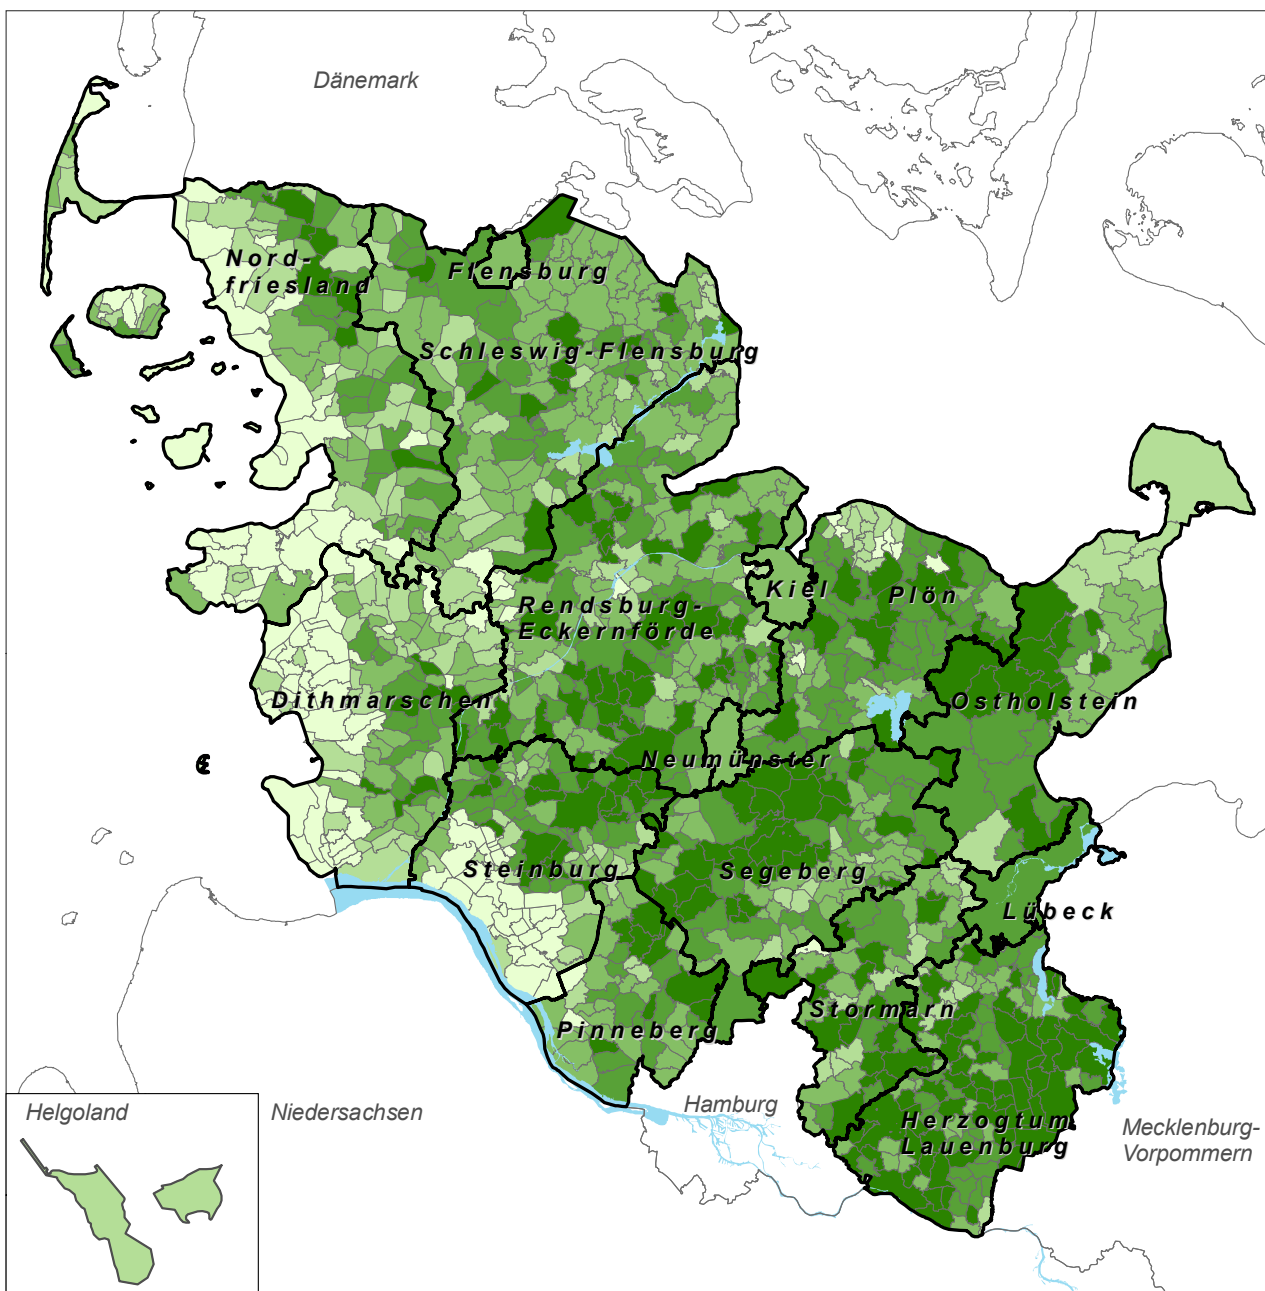 Dänemark
Nord-
friesland
Flensburg
Schleswig-Flensburg
Kiel
Plön
Rendsburg-
Eckernförde
Dithmarschen
Ostholstein
Neumünster
Steinburg
Segeberg
Lübeck
Stormarn
Pinneberg
Helgoland
Niedersachsen
Hamburg
Herzogtum
Lauenburg
Mecklenburg-
Vorpommern